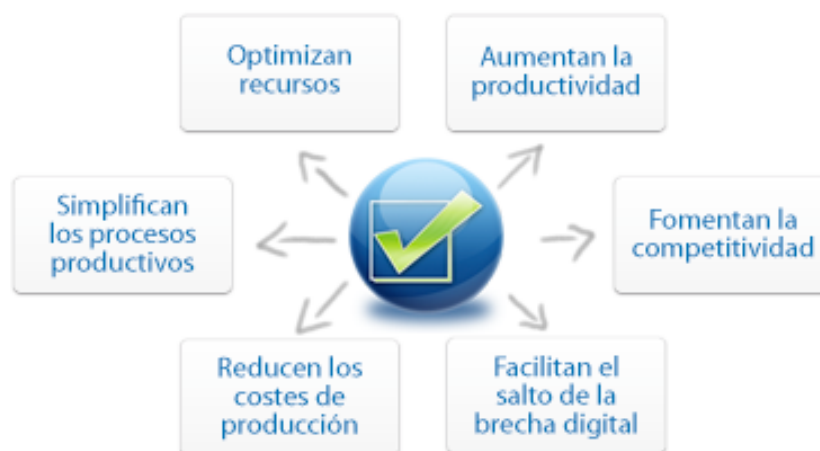 Optimizan
recursos
Aumentan la
productividad
Simplifican
los procesos
productivos
Fomentan la
competitividad
Reducen los
costes de
producción
Facilitan el
salto de la
brecha digital